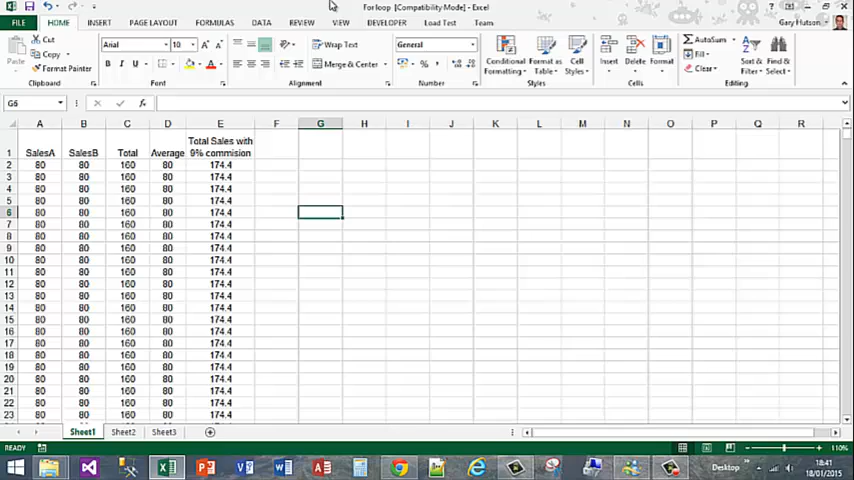 For loop [Compatibility Mode] - Excel
FILE HOME INSERT PAGE LAYOUT FORMULAS DATA REVIEW VIEW DEVELOPER Load Test Team Gary Hutson
Paste Cut Copy Format Painter Clipboard
Arial 10 Font
Wrap Text Merge & Center Alignment
General Number
Conditional Formatting Format as Table Cell Styles Styles
Insert Delete Format Cells
AutoSum Fill Clear Sort & Filter Find & Select Editing
G6 fx
A B C D E F G H I J K L M N O P Q R
Total Sales with
1 SalesA SalesB Total Average 9% commision
2 80 80 160 80 174.4
3 80 80 160 80 174.4
4 80 80 160 80 174.4
5 80 80 160 80 174.4
6 80 80 160 80 174.4
7 80 80 160 80 174.4
8 80 80 160 80 174.4
9 80 80 160 80 174.4
10 80 80 160 80 174.4
11 80 80 160 80 174.4
12 80 80 160 80 174.4
13 80 80 160 80 174.4
14 80 80 160 80 174.4
15 80 80 160 80 174.4
16 80 80 160 80 174.4
17 80 80 160 80 174.4
18 80 80 160 80 174.4
19 80 80 160 80 174.4
20 80 80 160 80 174.4
21 80 80 160 80 174.4
22 80 80 160 80 174.4
23 80 80 160 80 174.4
Sheet1 Sheet2 Sheet3
READY 110%
Desktop 18:41
18/01/2015